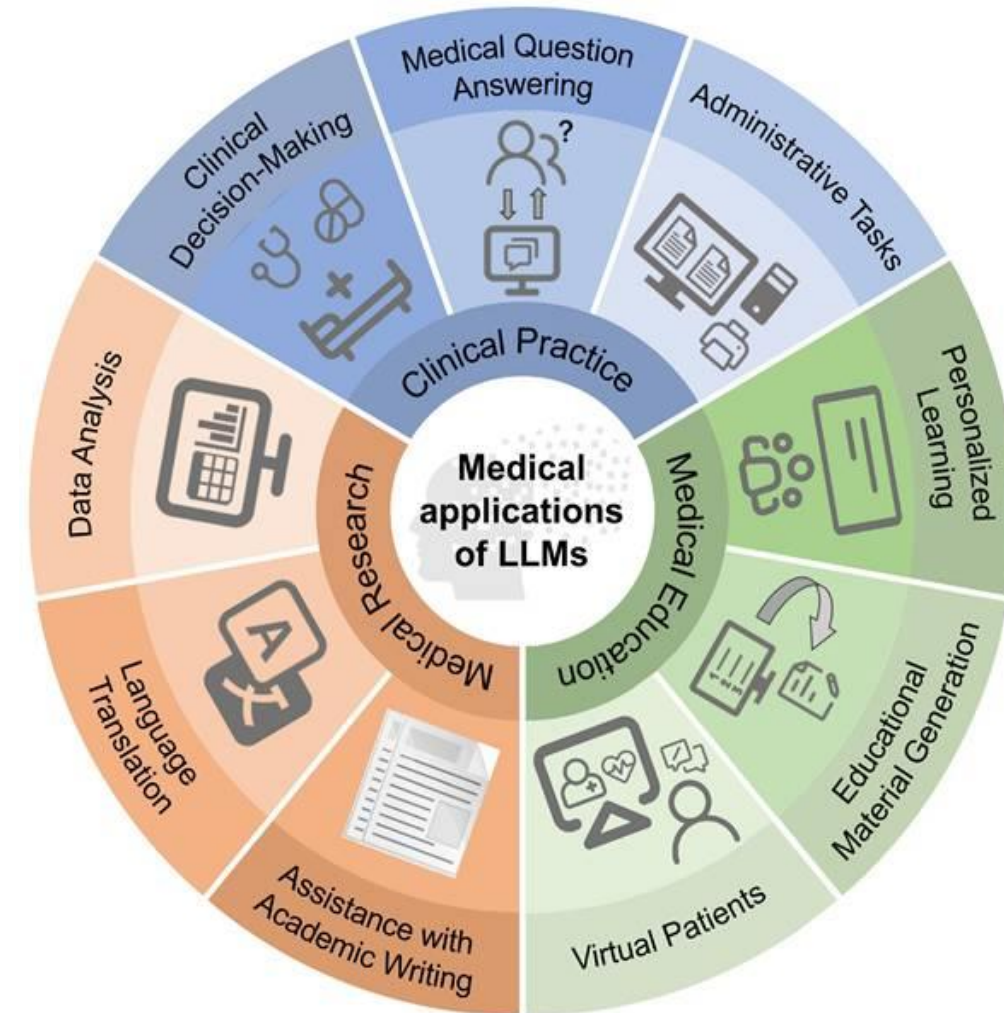 Medical Question
Answering
?
Administrative Tasks
Personalized
Learning
Educational
Material Generation
Virtual Patients
Assistance with
Academic Writing
Language
Translation
Data Analysis
Clinical
Decision-Making
Clinical Practice
Medical Education
Medical Research
Medical
applications
of LLMs
A
文